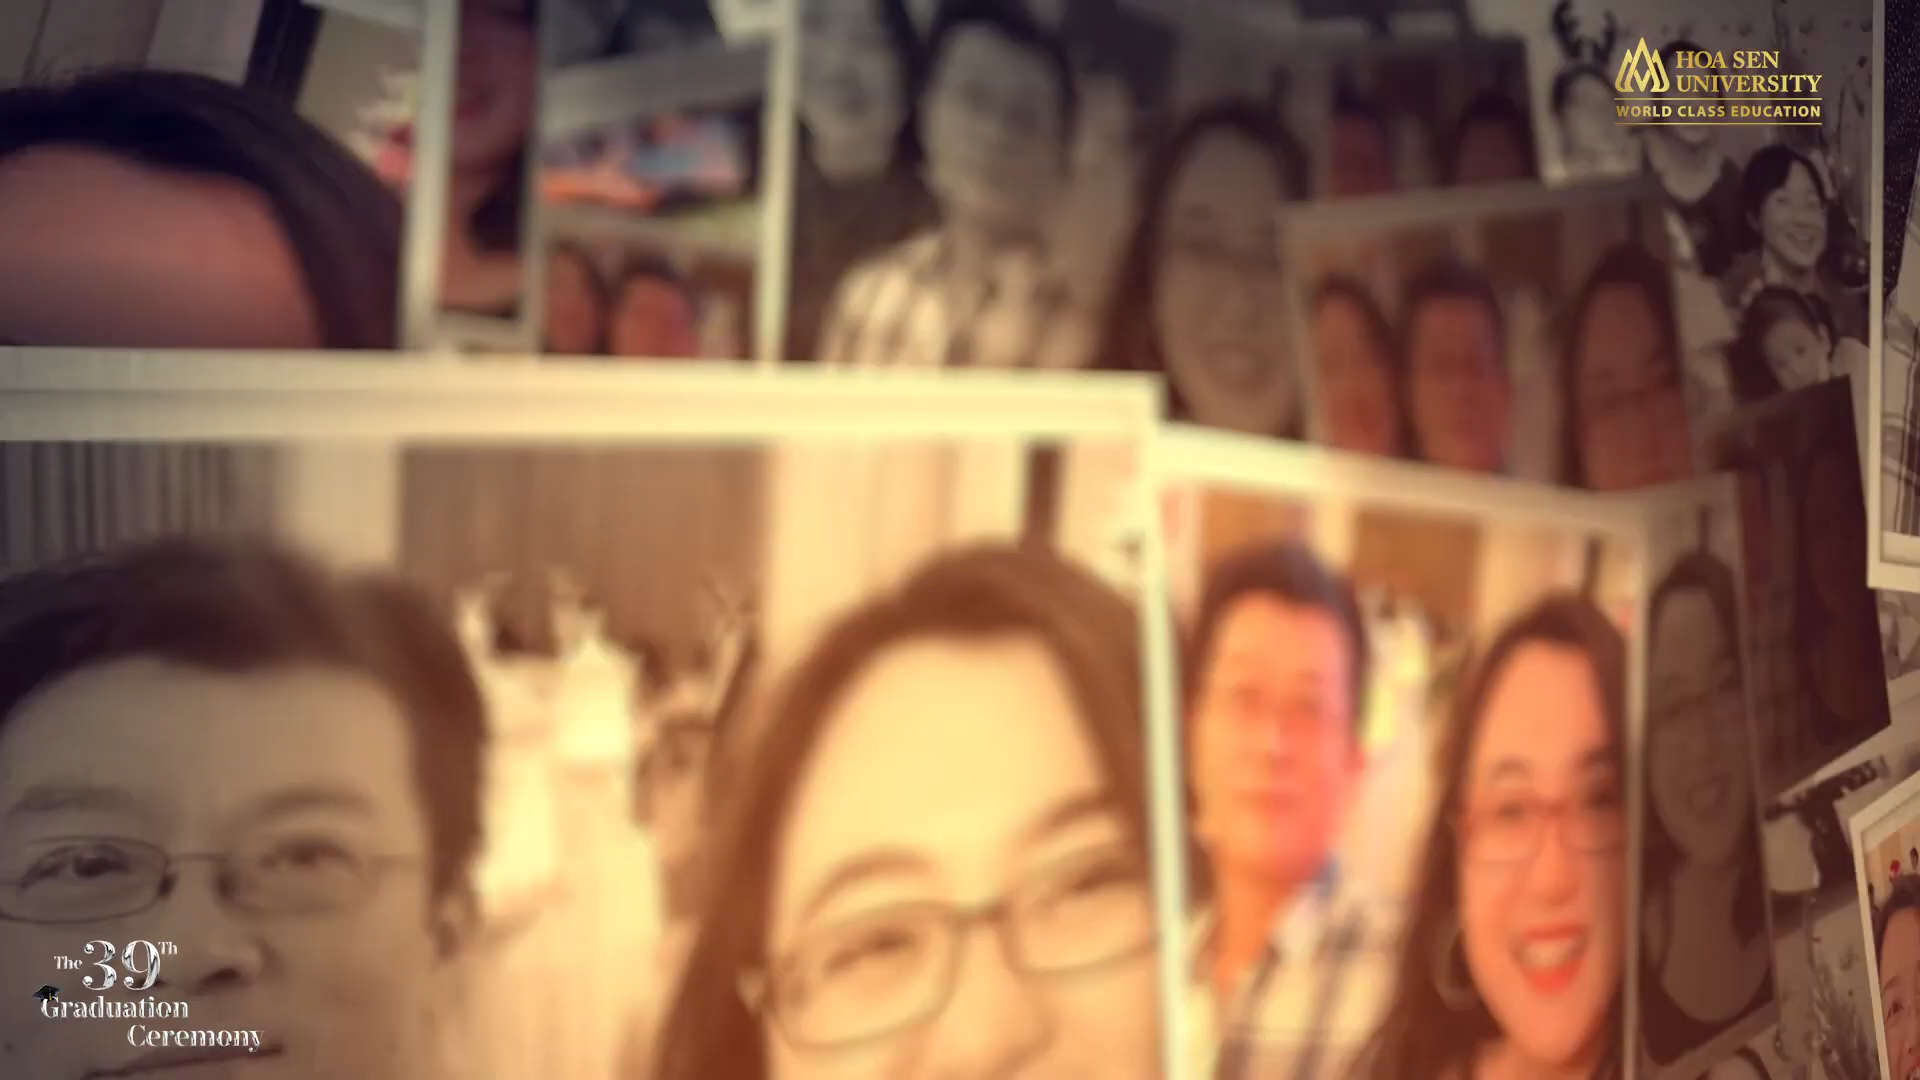 HOA SEN
UNIVERSITY
WORLD CLASS EDUCATION
The 39Th
Graduation
Ceremony